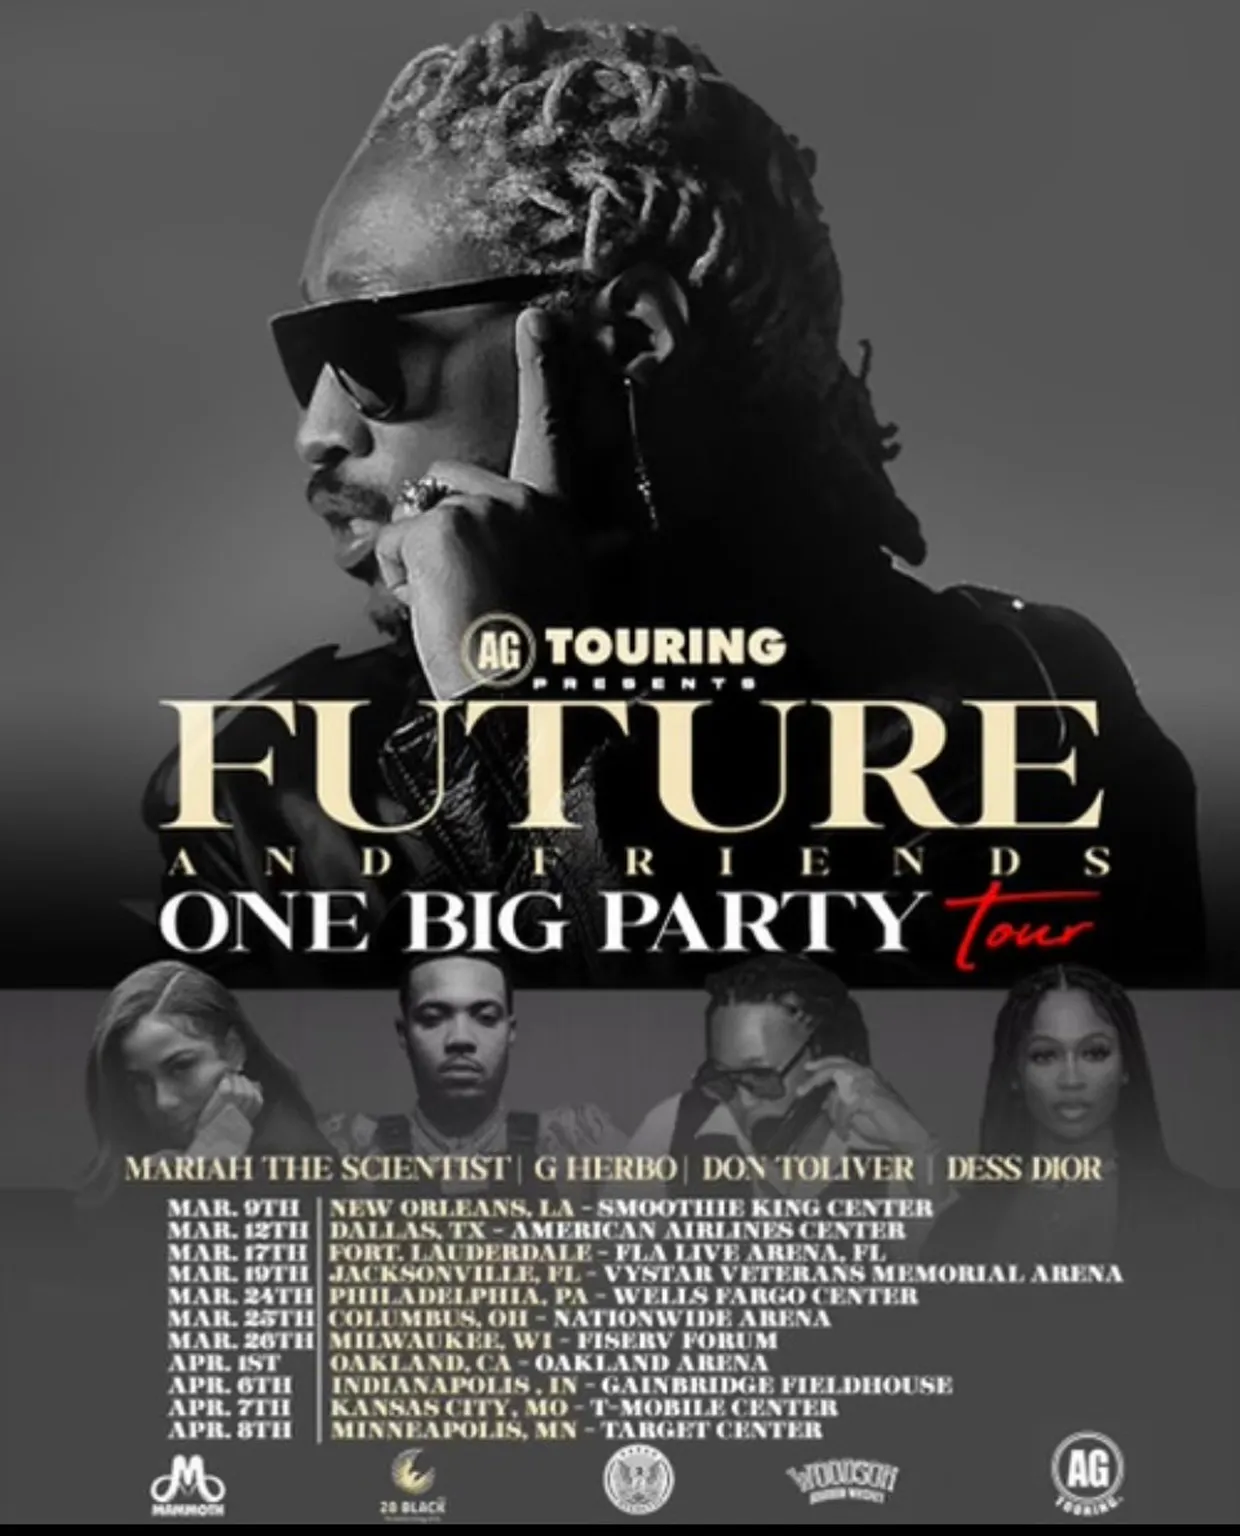 AG TOURING
PRESENTS
FUTURE
AND FRIENDS
ONE BIG PARTY Tour
MARIAH THE SCIENTIST | G HERBO | DON TOLIVER | DESS DIOR
MAR. 9TH | NEW ORLEANS, LA - SMOOTHIE KING CENTER
MAR. 12TH | DALLAS, TX - AMERICAN AIRLINES CENTER
MAR. 17TH | FORT. LAUDERDALE - FLA LIVE ARENA, FL
MAR. 19TH | JACKSONVILLE, FL - VYSTAR VETERANS MEMORIAL ARENA
MAR. 24TH | PHILADELPHIA, PA - WELLS FARGO CENTER
MAR. 25TH | COLUMBUS, OH - NATIONWIDE ARENA
MAR. 26TH | MILWAUKEE, WI - FISERV FORUM
APR. 1ST | OAKLAND, CA - OAKLAND ARENA
APR. 6TH | INDIANAPOLIS, IN - GAINBRIDGE FIELDHOUSE
APR. 7TH | KANSAS CITY, MO - T-MOBILE CENTER
APR. 8TH | MINNEAPOLIS, MN - TARGET CENTER
M MAMMOTH
28 BLACK
WOODSON
BOURBON WHISKEY
AG TOURING